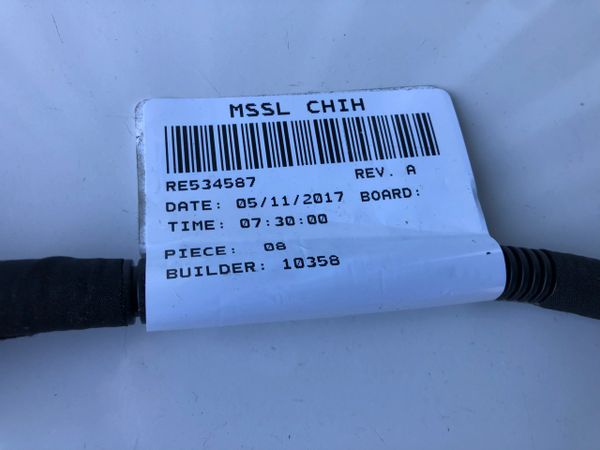 MSSL CHIH
RE534587 REV. A
DATE: 05/11/2017 BOARD:
TIME: 07:30:00
PIECE: 08
BUILDER: 10358